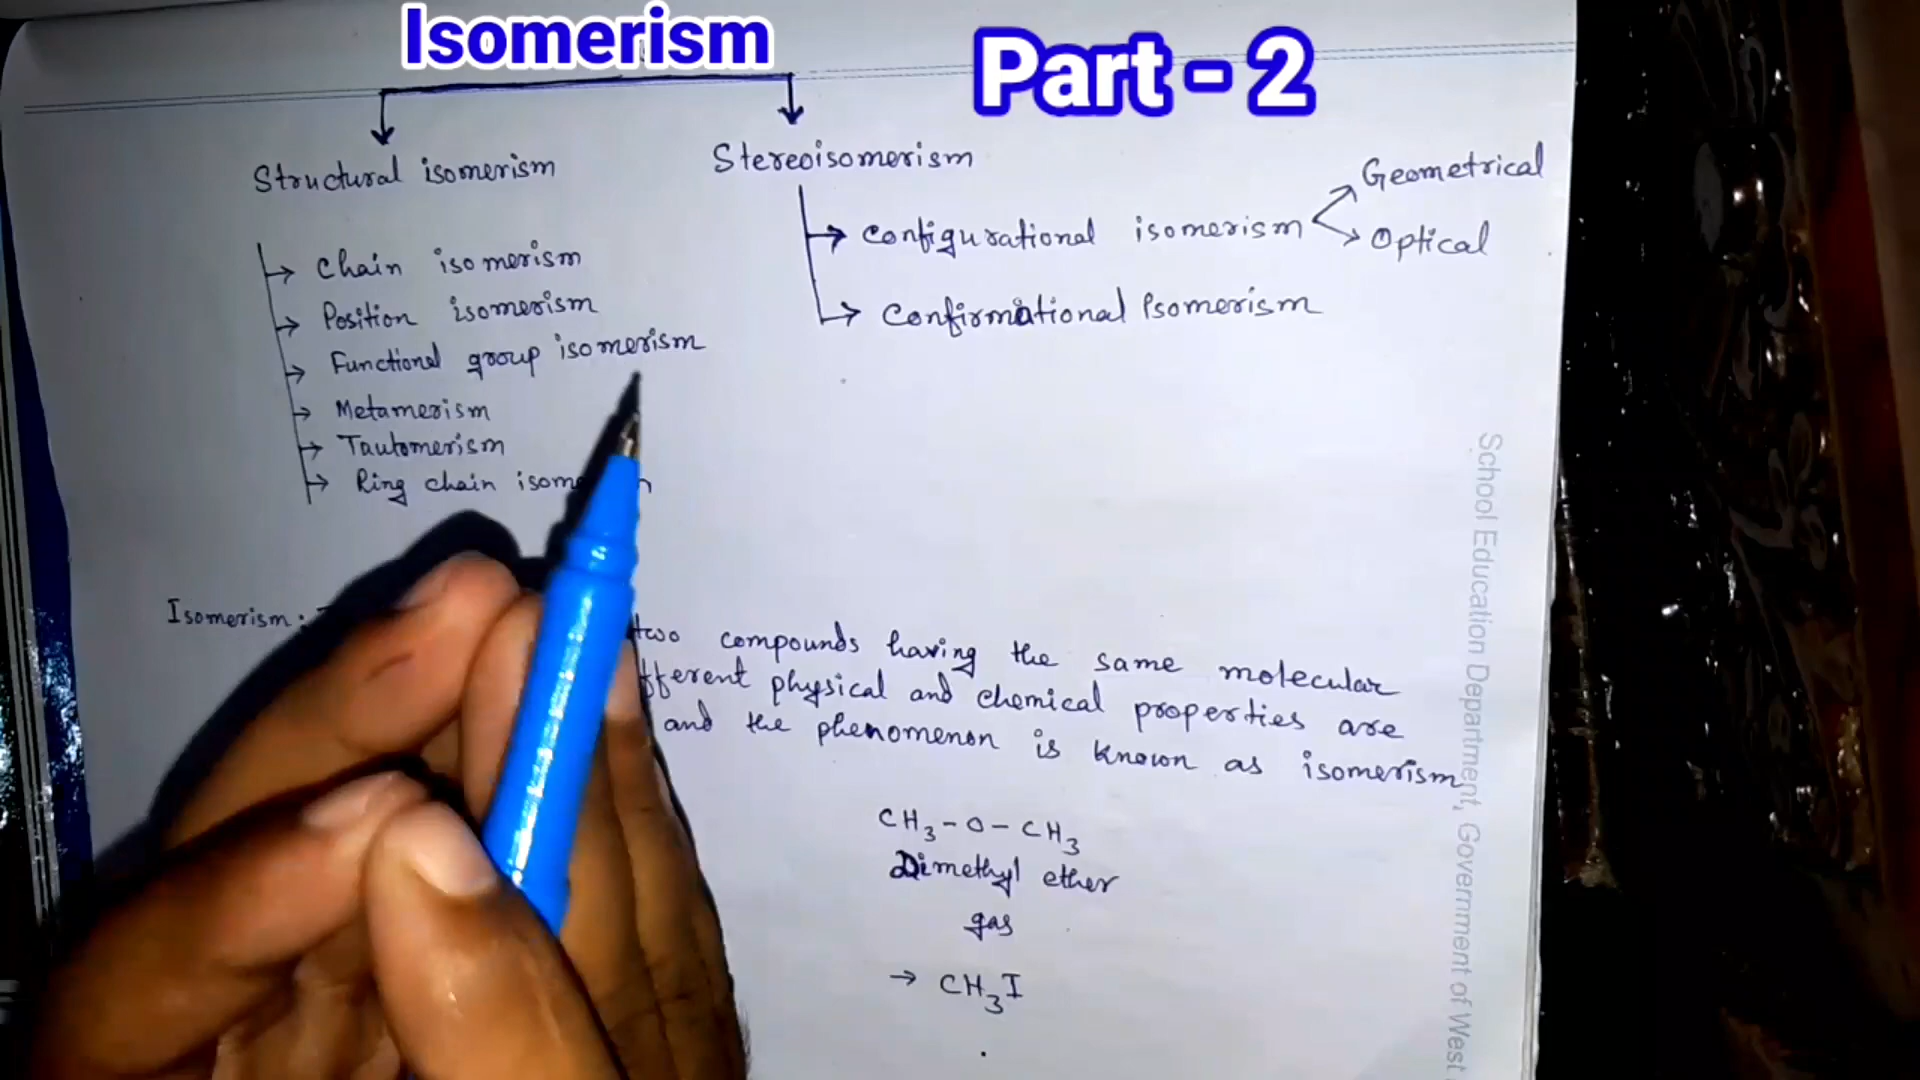 Isomerism
Part - 2
Structural isomerism
Stereoisomerism
Geometrical
Configurational isomerism
Optical
Chain isomerism
Position isomerism
Functional group isomerism
Metamerism
Tautomerism
Ring chain isom
Confirmational Isomerism
Isomerism:
two compounds having the same molecular
fferent physical and chemical properties are
and the phenomenon is known as isomerism
CH3-O-CH3
Dimethyl ether
gas
→ CH3I
School Education Department, Government of West